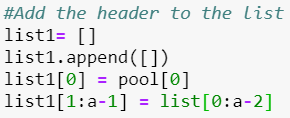 #Add the header to the list
list1= []
list1.append([])
list1[0] = pool[0]
list1[1:a-1] = list[0:a-2]